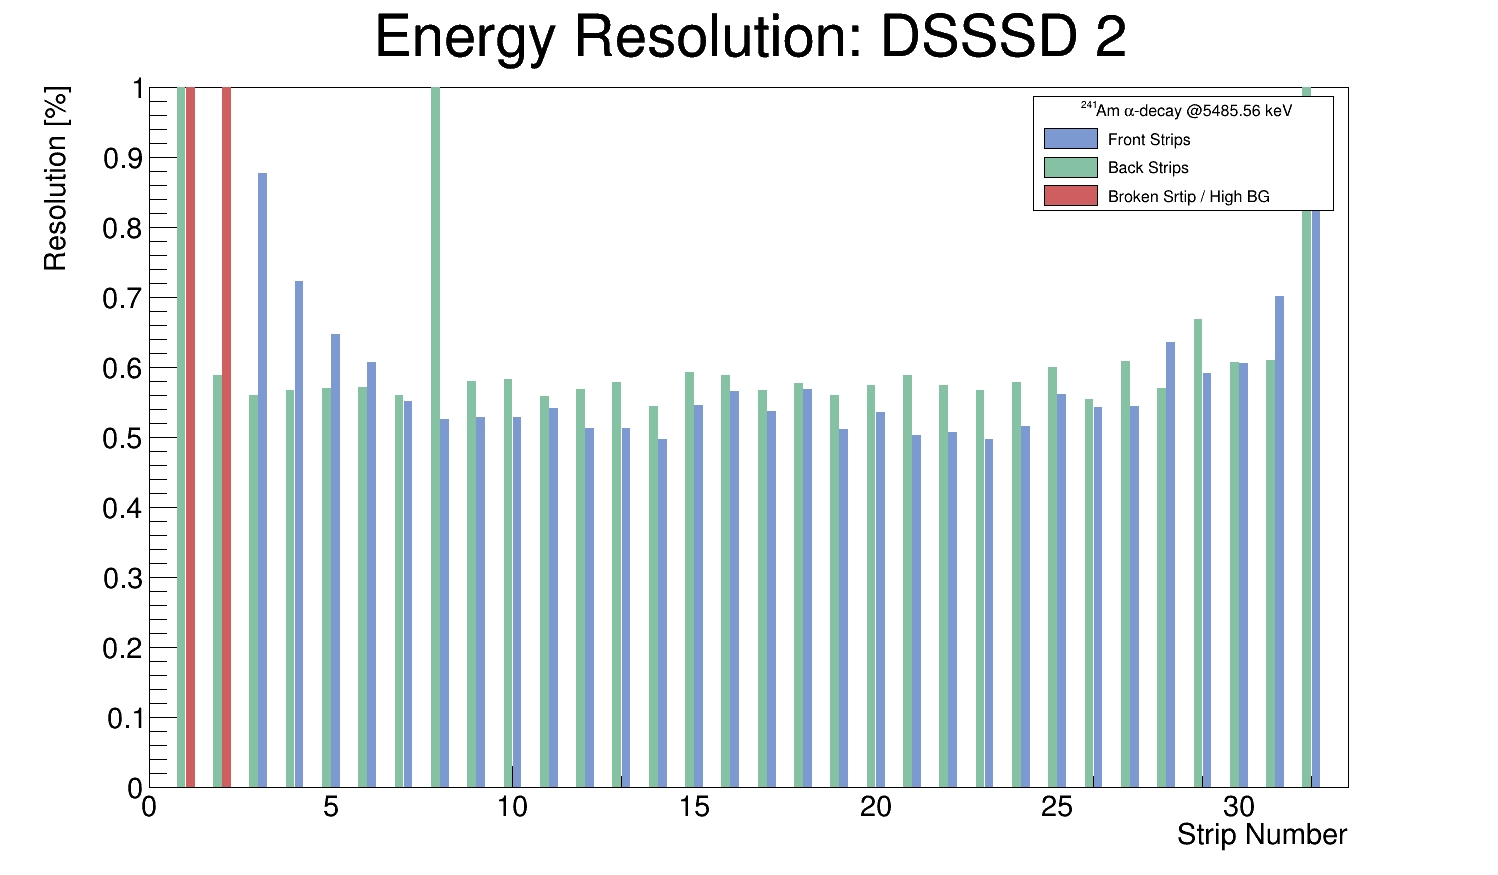 Energy Resolution: DSSSD 2
Resolution [%]
1
0.9
0.8
0.7
0.6
0.5
0.4
0.3
0.2
0.1
0
²⁴¹Am α-decay @5485.56 keV
Front Strips
Back Strips
Broken Srtip / High BG
0 5 10 15 20 25 30
Strip Number